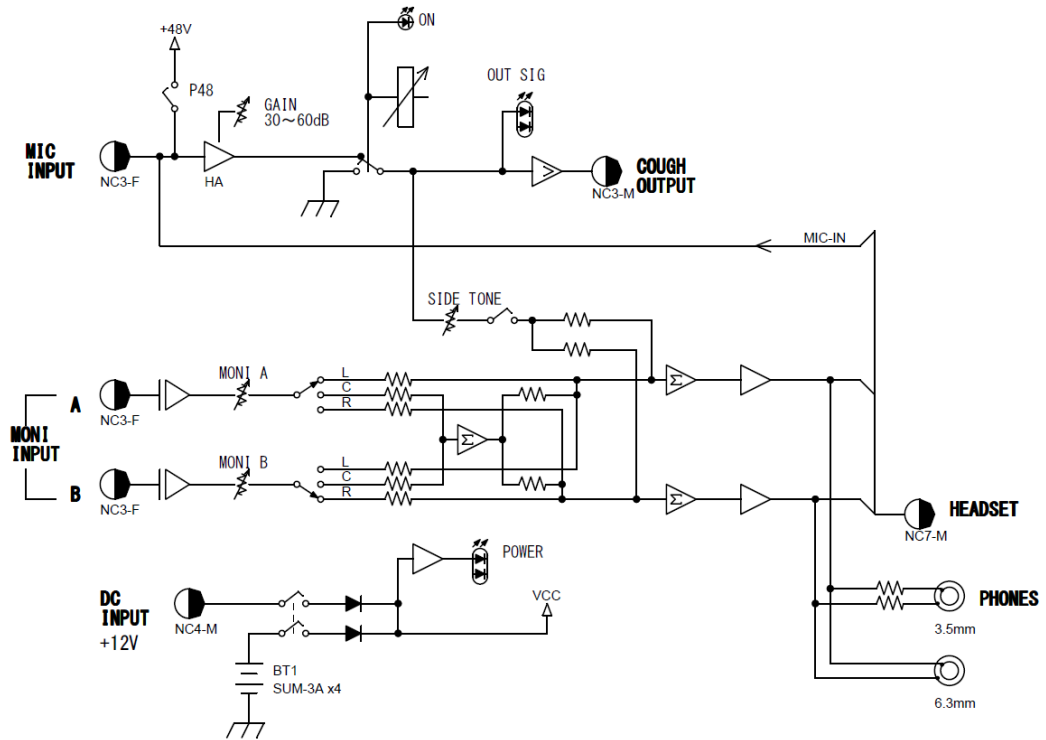 ON
+48V
P48
OUT SIG
GAIN
30～60dB
MIC
INPUT
NC3-F
HA
COUGH
OUTPUT
NC3-M
MIC-IN
SIDE TONE
MONI A
L
C
R
A
NC3-F
MONI
INPUT
Σ
Σ
MONI B
L
C
R
B
NC3-F
Σ
HEADSET
NC7-M
POWER
DC
INPUT
+12V
NC4-M
VCC
PHONES
3.5mm
BT1
SUM-3A x4
6.3mm